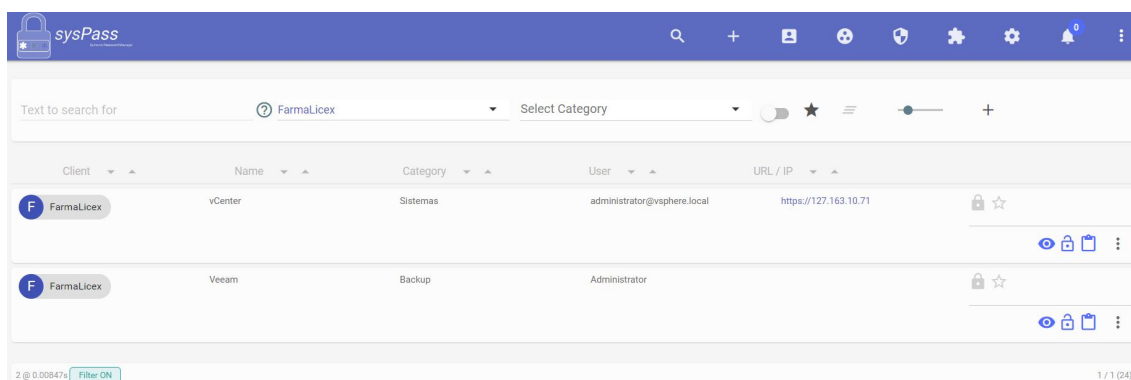 sysPass
0
Text to search for
? FarmaLicex
Select Category
Client Name Category User URL / IP
F FarmaLicex vCenter Sistemas administrator@vsphere.local https://127.163.10.71
F FarmaLicex Veeam Backup Administrator
2 @ 0.00847s Filter ON 1 / 1 (24)